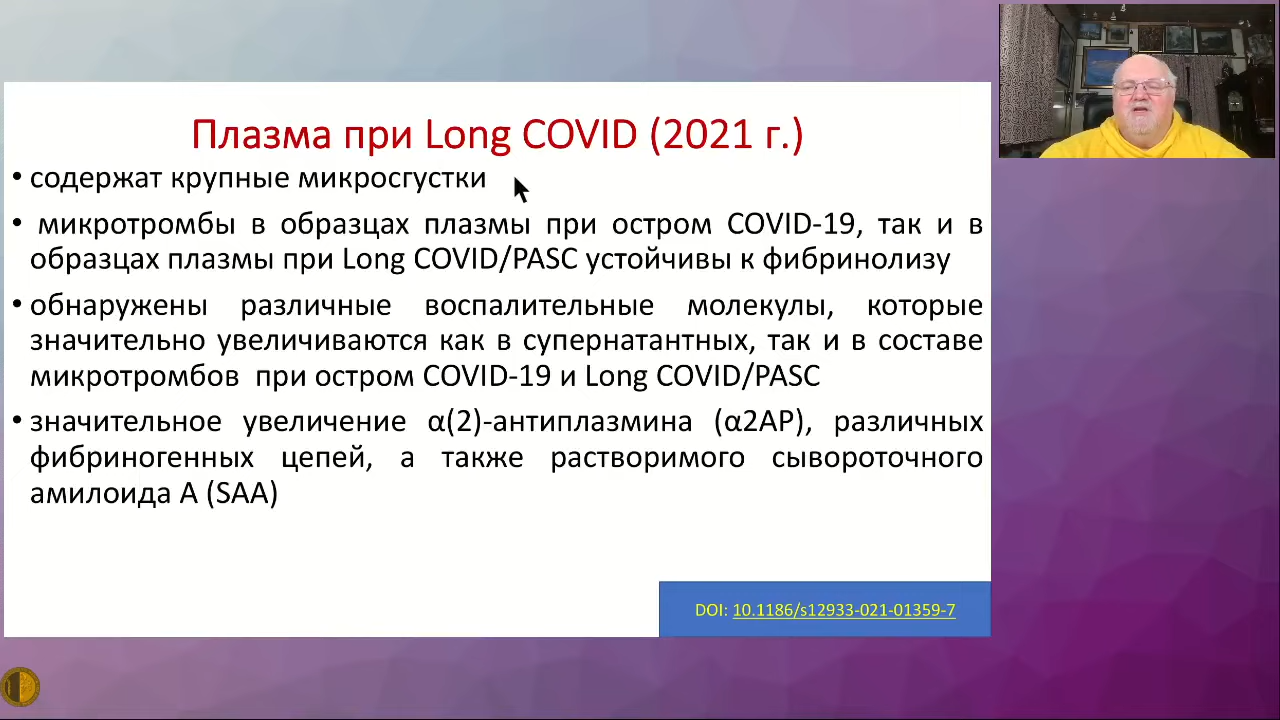 Плазма при Long COVID (2021 г.)
• содержат крупные микросгустки
• микротромбы в образцах плазмы при остром COVID-19, так и в
образцах плазмы при Long COVID/PASC устойчивы к фибринолизу
• обнаружены различные воспалительные молекулы, которые
значительно увеличиваются как в супернатантных, так и в составе
микротромбов при остром COVID-19 и Long COVID/PASC
• значительное увеличение α(2)-антиплазмина (α2AP), различных
фибриногенных цепей, а также растворимого сывороточного
амилоида А (SAA)
DOI: 10.1186/s12933-021-01359-7